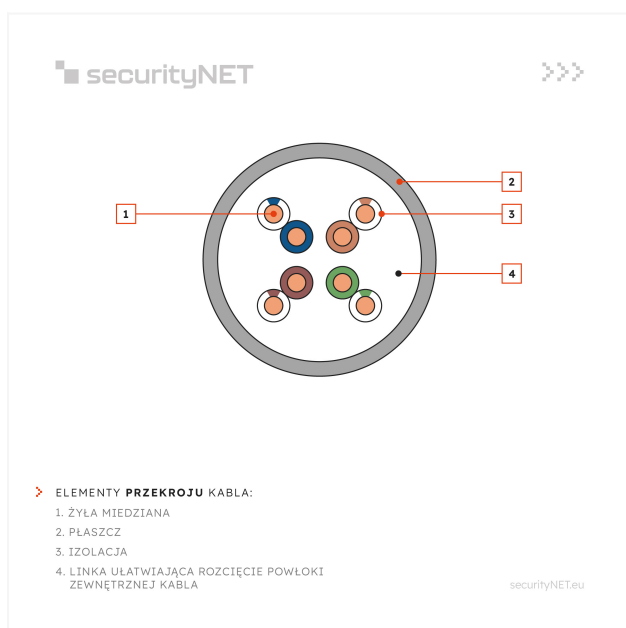 securityNET
2
1
3
4
ELEMENTY PRZEKROJU KABLA:
1. ŻYŁA MIEDZIANA
2. PŁASZCZ
3. IZOLACJA
4. LINKA UŁATWIAJĄCA ROZCIĘCIE POWŁOKI
ZEWNĘTRZNEJ KABLA
securityNET.eu